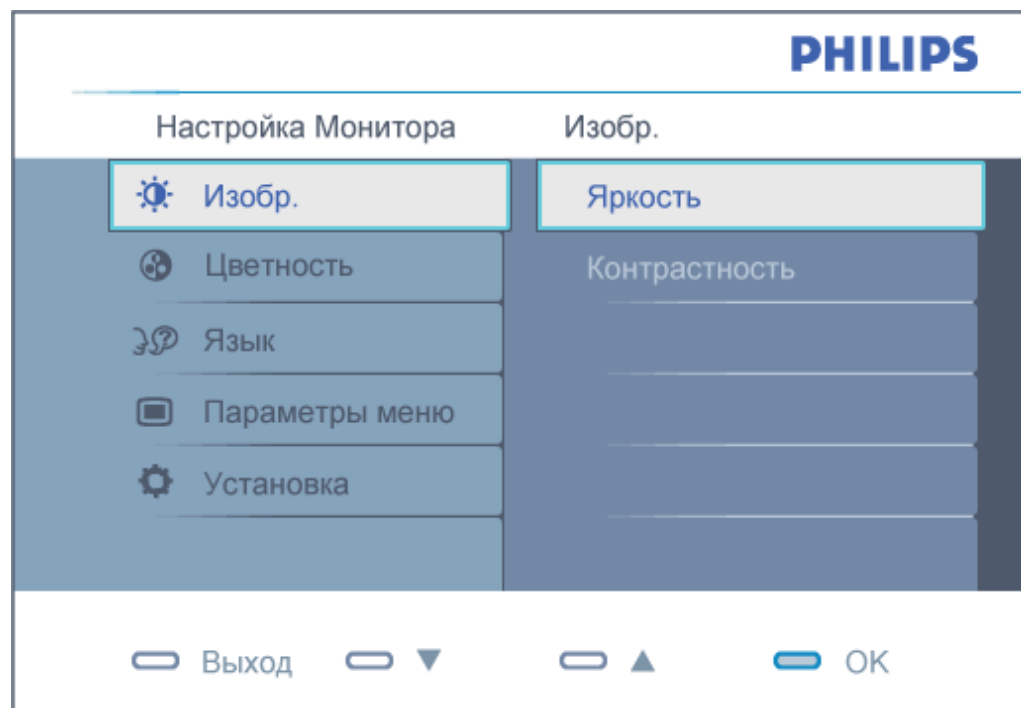 PHILIPS
Настройка Монитора Изобр.
Изобр. Яркость
Цветность Контрастность
Язык
Параметры меню
Установка
Выход ▼ ▲ OK